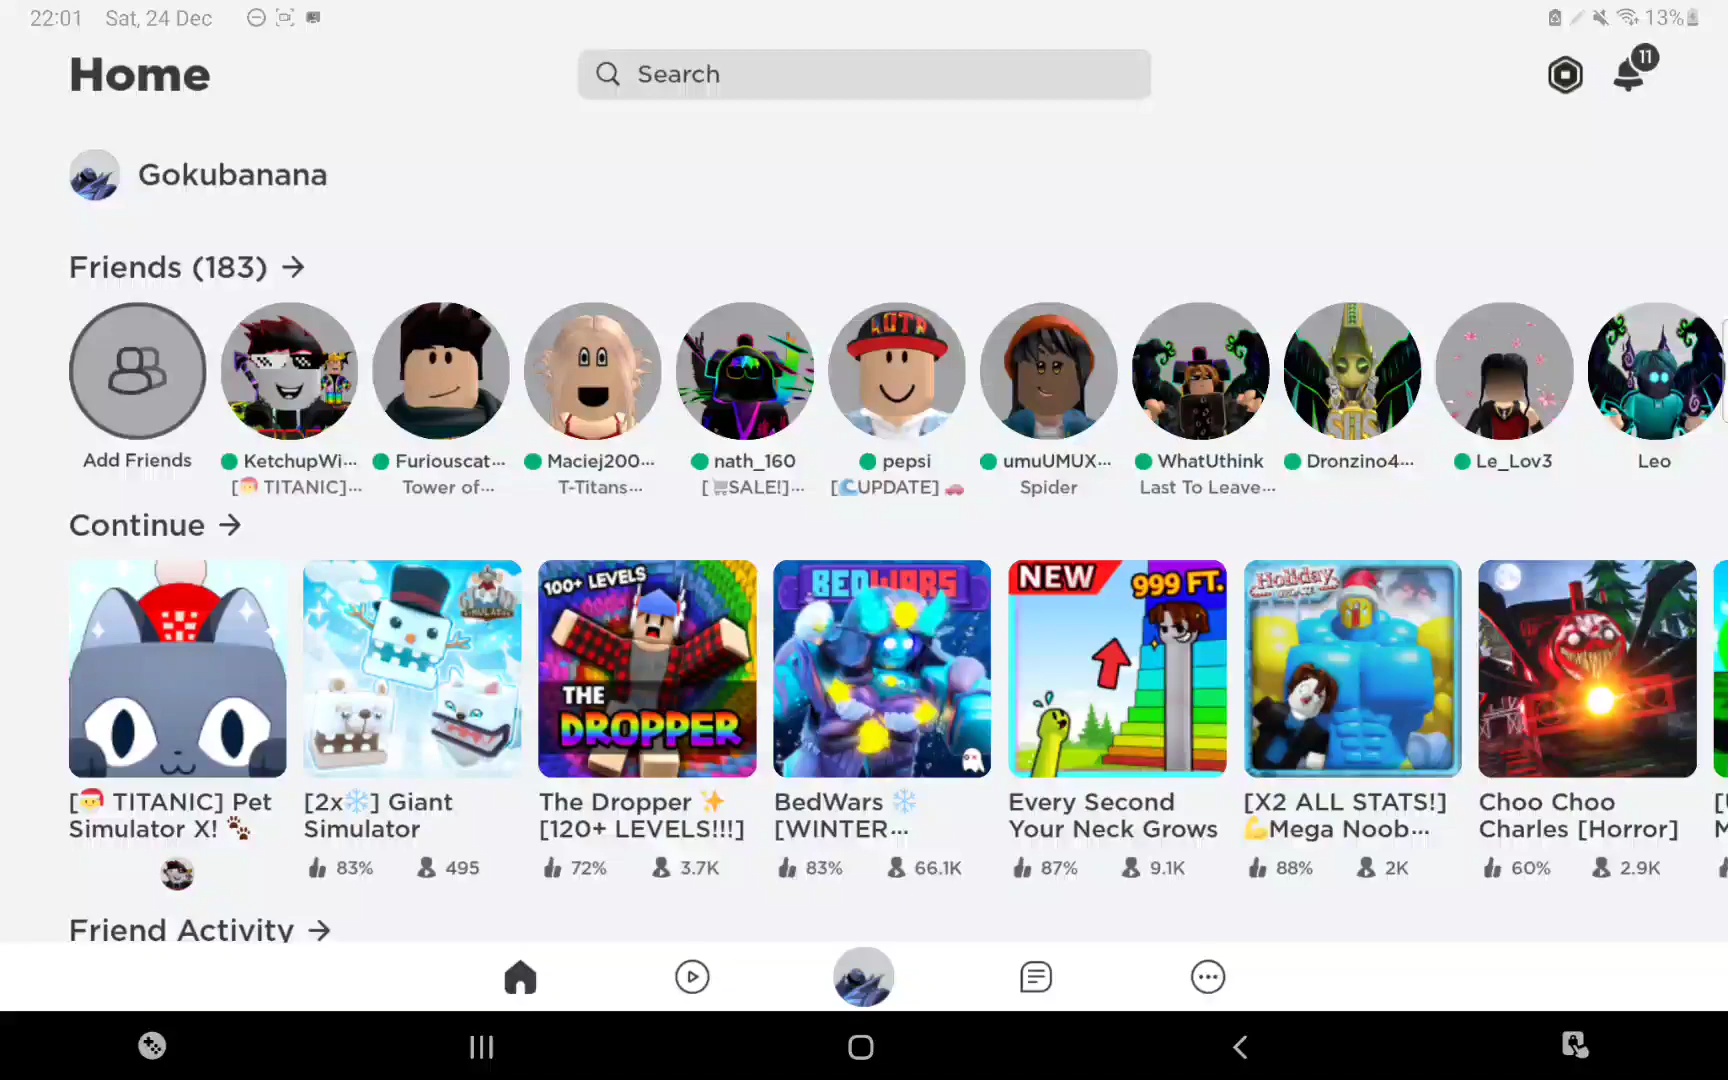 22:01 Sat, 24 Dec
13%
Home
Search
11
Gokubanana
Friends (183) →
Add Friends
KetchupWi...
Furiouscat...
Maciej200...
nath_160
pepsi
umuUMUX...
WhatUthink
Dronzino4...
Le_Lov3
Leo
[🎅 TITANIC]...
Tower of...
T-Titans...
[🛒SALE!]...
[🌊UPDATE] 🚗
Spider
Last To Leave...
Continue →
100+ LEVELS
THE
DROPPER
BEDWARS
NEW
999 FT.
Holiday
SIMULATOR
[🎅 TITANIC] Pet
Simulator X! 🐾
[2x❄️] Giant
Simulator
83% 495
The Dropper ✨
[120+ LEVELS!!!]
72% 3.7K
BedWars ❄️
[WINTER...
83% 66.1K
Every Second
Your Neck Grows
87% 9.1K
[X2 ALL STATS!]
💪Mega Noob...
88% 2K
Choo Choo
Charles [Horror]
60% 2.9K
Friend Activity →